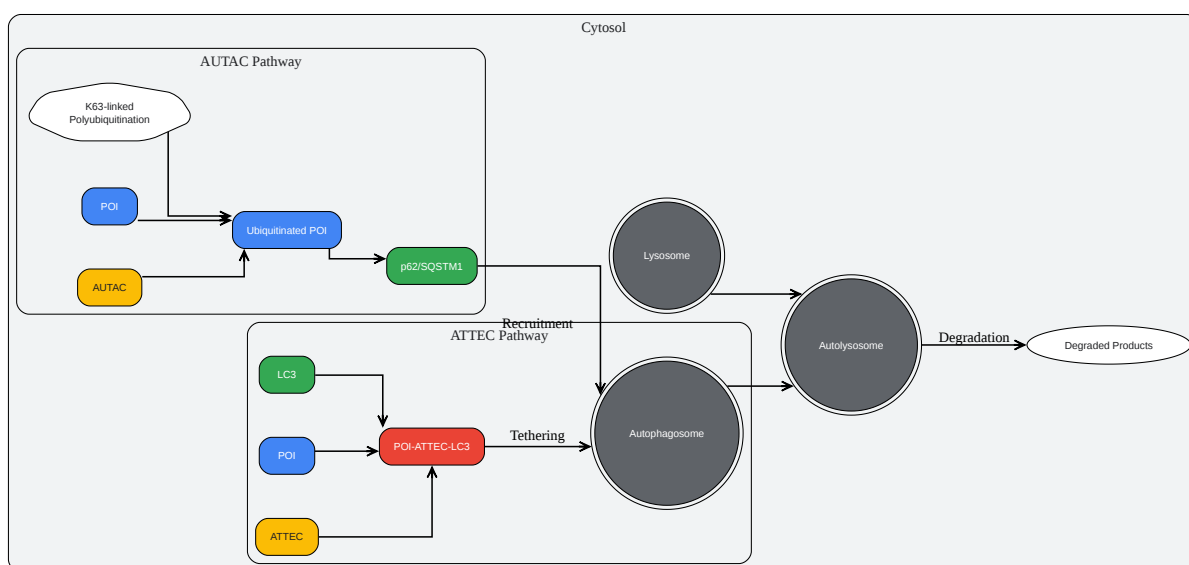 Cytosol
AUTAC Pathway
K63-linked
Polyubiquitination
POI
Ubiquitinated POI
AUTAC
p62/SQSTM1
Lysosome
Recruitment
ATTEC Pathway
LC3
POI
POI-ATTEC-LC3
ATTEC
Tethering
Autophagosome
Autolysosome
Degradation
Degraded Products